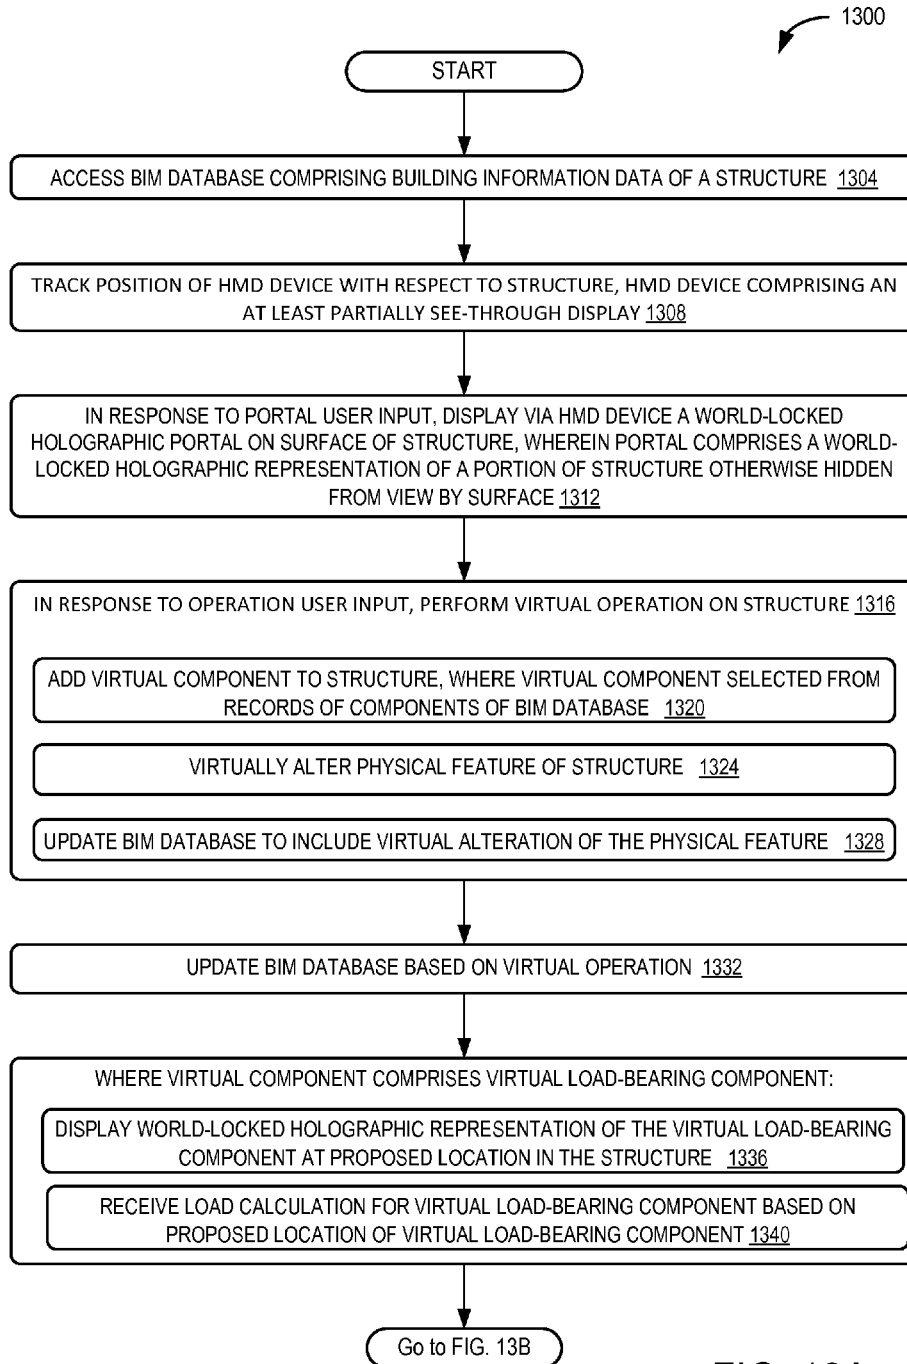 1300
START
ACCESS BIM DATABASE COMPRISING BUILDING INFORMATION DATA OF A STRUCTURE 1304
TRACK POSITION OF HMD DEVICE WITH RESPECT TO STRUCTURE, HMD DEVICE COMPRISING AN
AT LEAST PARTIALLY SEE-THROUGH DISPLAY 1308
IN RESPONSE TO PORTAL USER INPUT, DISPLAY VIA HMD DEVICE A WORLD-LOCKED
HOLOGRAPHIC PORTAL ON SURFACE OF STRUCTURE, WHEREIN PORTAL COMPRISES A WORLD-
LOCKED HOLOGRAPHIC REPRESENTATION OF A PORTION OF STRUCTURE OTHERWISE HIDDEN
FROM VIEW BY SURFACE 1312
IN RESPONSE TO OPERATION USER INPUT, PERFORM VIRTUAL OPERATION ON STRUCTURE 1316
ADD VIRTUAL COMPONENT TO STRUCTURE, WHERE VIRTUAL COMPONENT SELECTED FROM
RECORDS OF COMPONENTS OF BIM DATABASE 1320
VIRTUALLY ALTER PHYSICAL FEATURE OF STRUCTURE 1324
UPDATE BIM DATABASE TO INCLUDE VIRTUAL ALTERATION OF THE PHYSICAL FEATURE 1328
UPDATE BIM DATABASE BASED ON VIRTUAL OPERATION 1332
WHERE VIRTUAL COMPONENT COMPRISES VIRTUAL LOAD-BEARING COMPONENT:
DISPLAY WORLD-LOCKED HOLOGRAPHIC REPRESENTATION OF THE VIRTUAL LOAD-BEARING
COMPONENT AT PROPOSED LOCATION IN THE STRUCTURE 1336
RECEIVE LOAD CALCULATION FOR VIRTUAL LOAD-BEARING COMPONENT BASED ON
PROPOSED LOCATION OF VIRTUAL LOAD-BEARING COMPONENT 1340
Go to FIG. 13B